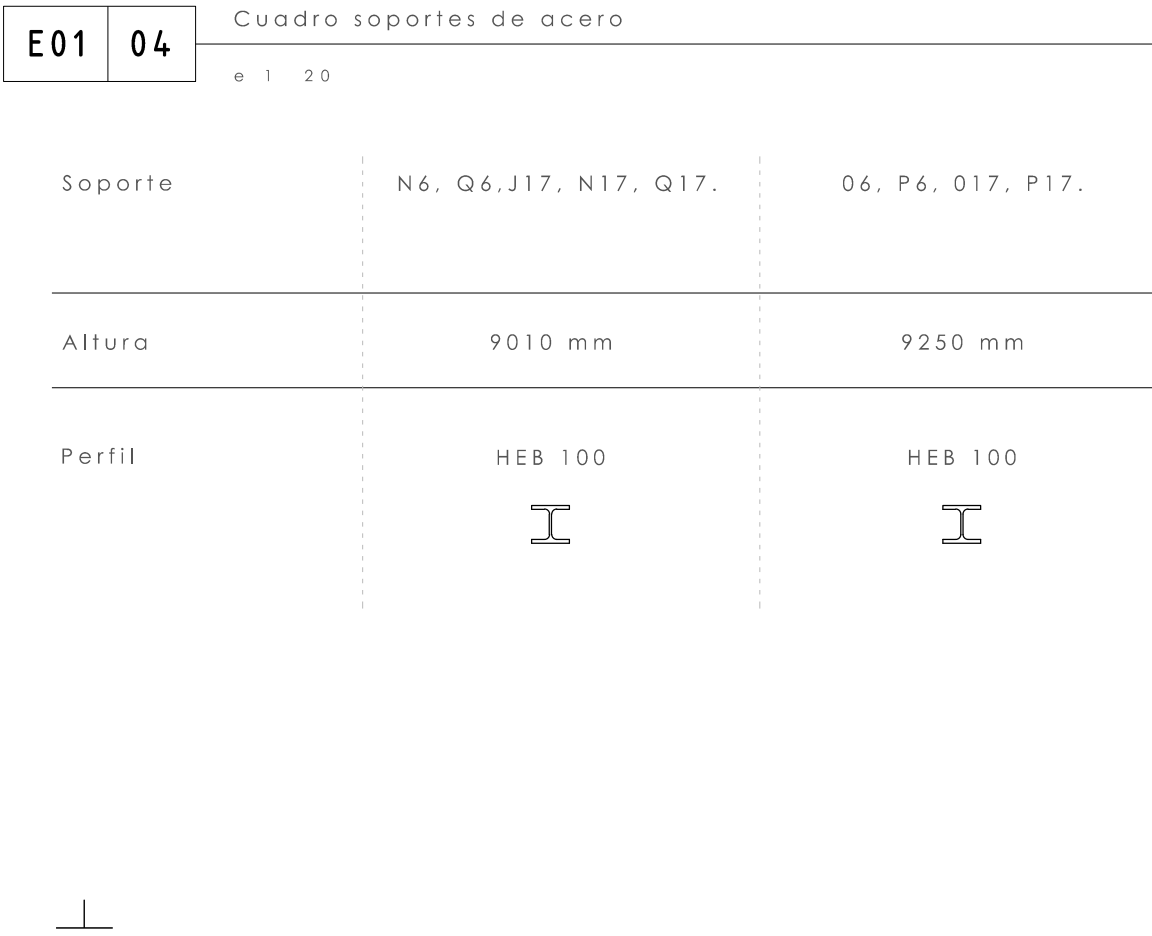 E01 04
Cuadro soportes de acero
e 1 20
Soporte N6, Q6,J17, N17, Q17. 06, P6, 017, P17.
Altura 9010 mm 9250 mm
Perfil HEB 100 HEB 100